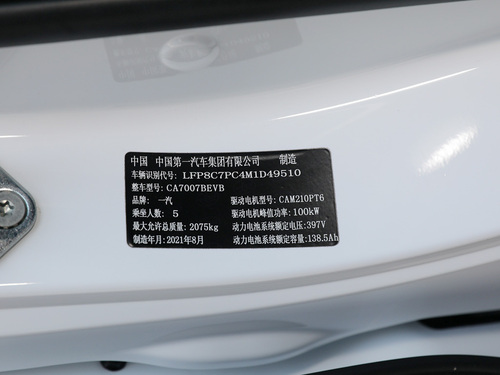 中国 中国第一汽车集团有限公司 制造
车辆识别代号: LFP8C7PC4M1D49510
整车型号: CA7007BEVB
品牌: 一汽 驱动电机型号: CAM210PT6
乘坐人数: 5 驱动电机峰值功率: 100kW
最大允许总质量: 2075kg 动力电池系统额定电压: 397V
制造年月: 2021年8月 动力电池系统额定容量: 138.5Ah